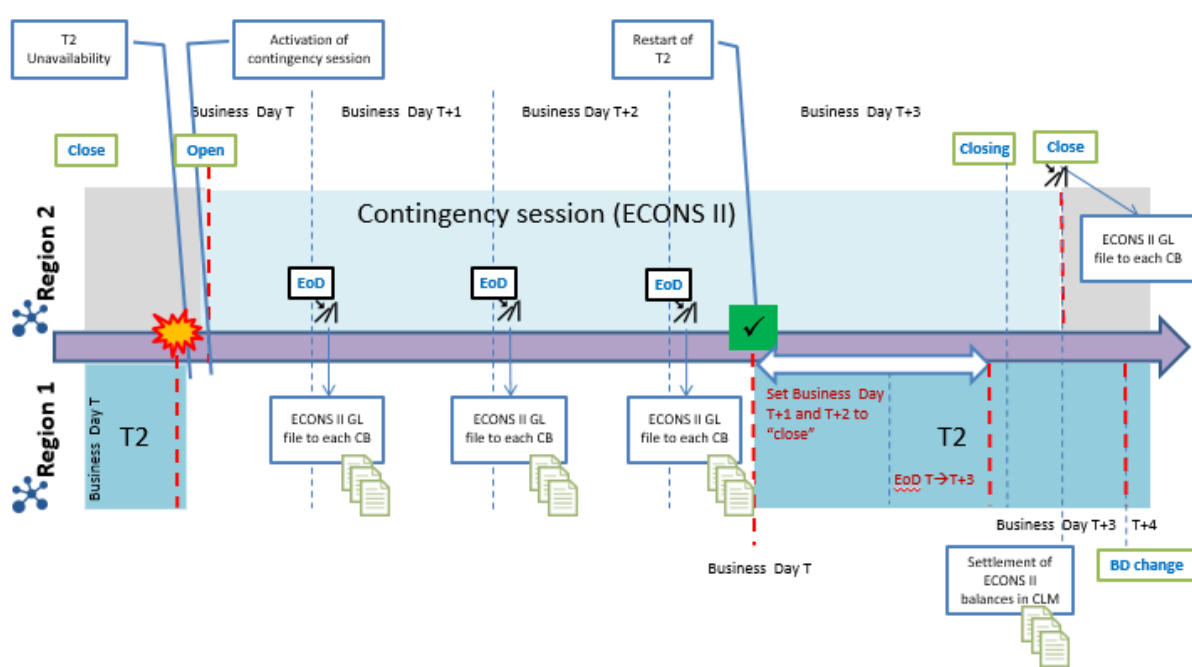 T2
Unavailability
Activation of
contingency session
Restart of
T2
Business Day T
Business Day T+1
Business Day T+2
Business Day T+3
Close
Open
Closing
Close
Contingency session (ECONS II)
Region 2
ECONS II GL
file to each CB
EoD
EoD
EoD
Region 1
Business Day T
T2
ECONS II GL
file to each CB
ECONS II GL
file to each CB
ECONS II GL
file to each CB
Set Business Day
T+1 and T+2 to
“close”
T2
EoD T→T+3
Business Day T+3
T+4
Business Day T
Settlement of
ECONS II
balances in CLM
BD change